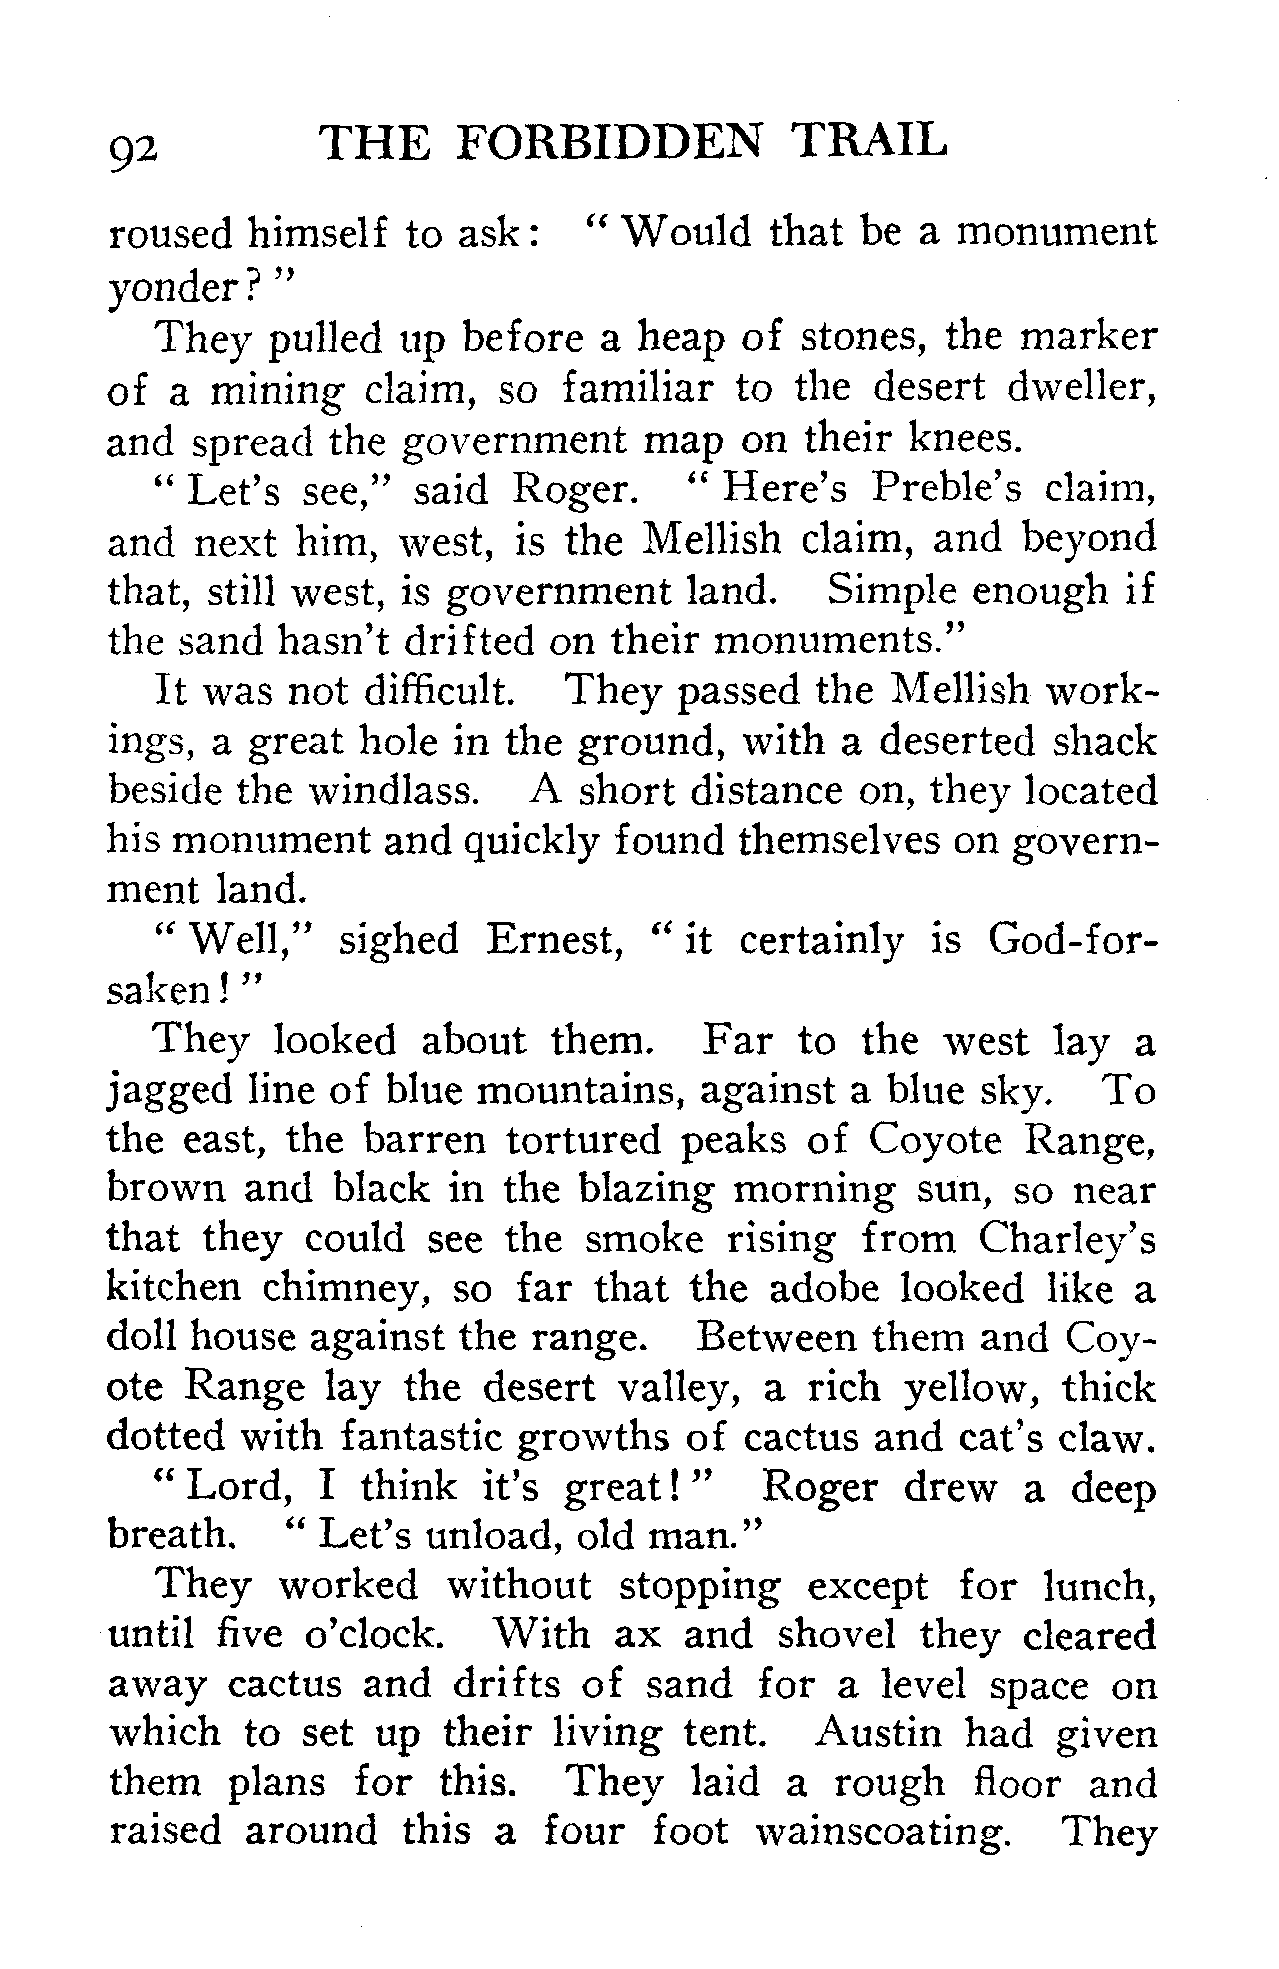 92 THE FORBIDDEN TRAIL
roused himself to ask: " Would that be a monument
yonder? "
They pulled up before a heap of stones, the marker
of a mining claim, so familiar to the desert dweller,
and spread the government map on their knees.
" Let's see," said Roger. " Here's Preble's claim,
and next him, west, is the Mellish claim, and beyond
that, still west, is government land. Simple enough if
the sand hasn't drifted on their monuments."
It was not difficult. They passed the Mellish work-
ings, a great hole in the ground, with a deserted shack
beside the windlass. A short distance on, they located
his monument and quickly found themselves on govern-
ment land.
" Well," sighed Ernest, " it certainly is God-for-
saken! "
They looked about them. Far to the west lay a
jagged line of blue mountains, against a blue sky. To
the east, the barren tortured peaks of Coyote Range,
brown and black in the blazing morning sun, so near
that they could see the smoke rising from Charley's
kitchen chimney, so far that the adobe looked like a
doll house against the range. Between them and Coy-
ote Range lay the desert valley, a rich yellow, thick
dotted with fantastic growths of cactus and cat's claw.
" Lord, I think it's great! " Roger drew a deep
breath. " Let's unload, old man."
They worked without stopping except for lunch,
until five o'clock. With ax and shovel they cleared
away cactus and drifts of sand for a level space on
which to set up their living tent. Austin had given
them plans for this. They laid a rough floor and
raised around this a four foot wainscoating. They